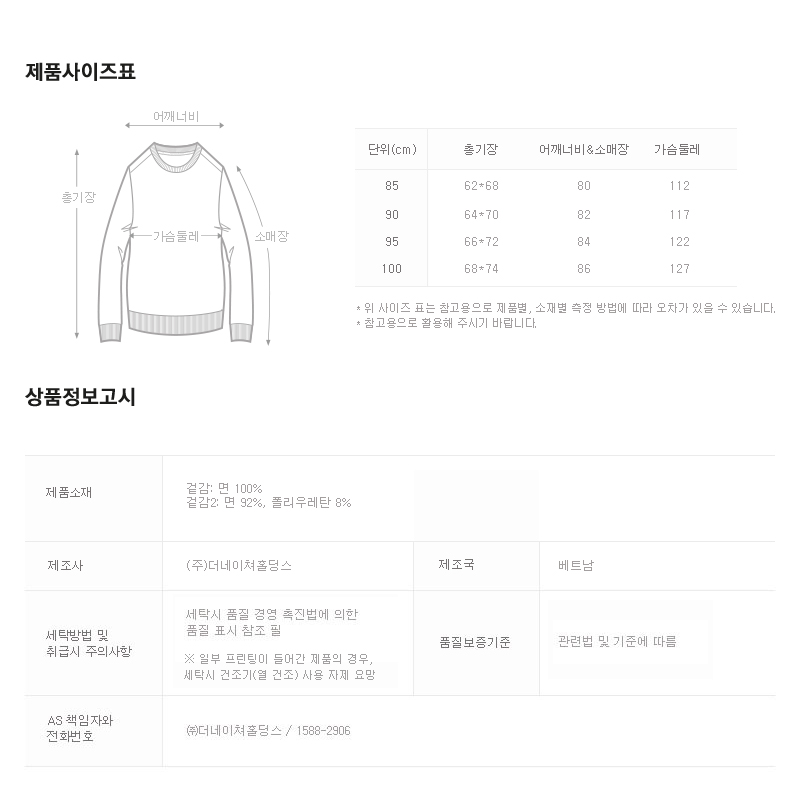 제품사이즈표
어깨너비
총기장
가슴둘레
소매장
단위(cm) 총기장 어깨너비&소매장 가슴둘레
85 62*68 80 112
90 64*70 82 117
95 66*72 84 122
100 68*74 86 127
* 위 사이즈 표는 참고용으로 제품별, 소재별 측정 방법에 따라 오차가 있을 수 있습니다.
* 참고용으로 활용해 주시기 바랍니다.
상품정보고시
제품소재
겉감: 면 100%
겉감2: 면 92%, 폴리우레탄 8%
제조사 (주)더네이쳐홀딩스 제조국 베트남
세탁방법 및
취급시 주의사항
세탁시 품질 경영 촉진법에 의한
품질 표시 참조 필
※ 일부 프린팅이 들어간 제품의 경우,
세탁시 건조기(열 건조) 사용 자제 요망
품질보증기준 관련법 및 기준에 따름
AS 책임자와
전화번호
㈜더네이쳐홀딩스 / 1588-2906